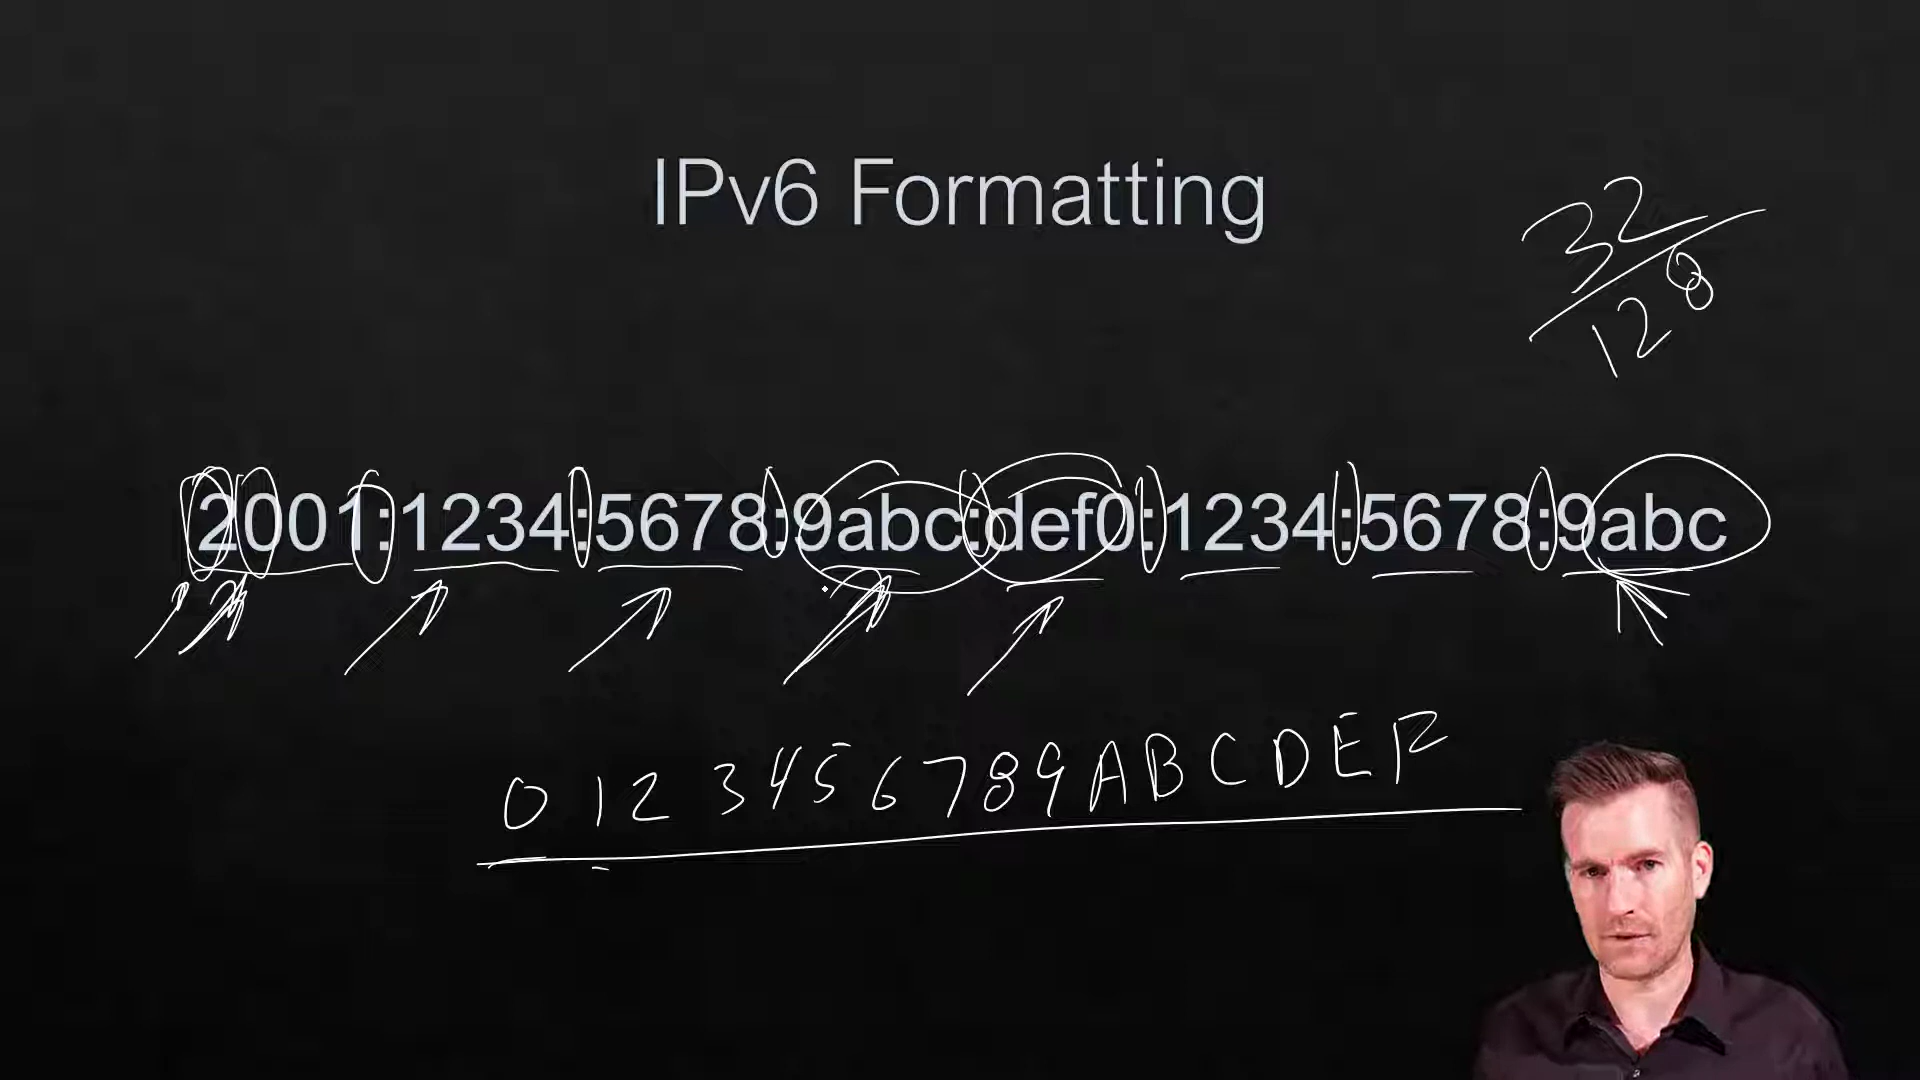 IPv6 Formatting
32
128
2001:1234:5678:9abc:def0:1234:5678:9abc
0 1 2 3 4 5 6 7 8 9 A B C D E F